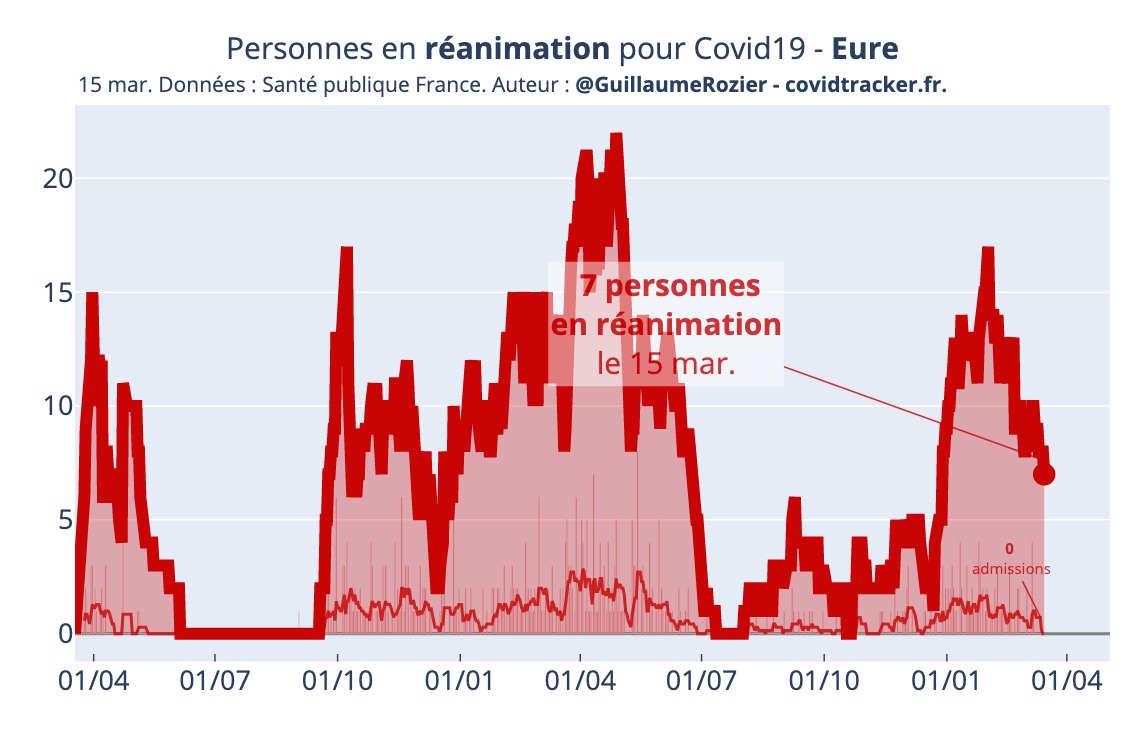 Personnes en réanimation pour Covid19 - Eure
15 mar. Données : Santé publique France. Auteur : @GuillaumeRozier - covidtracker.fr.
20
15
10
5
0
7 personnes
en réanimation
le 15 mar.
0
admissions
01/04 01/07 01/10 01/01 01/04 01/07 01/10 01/01 01/04